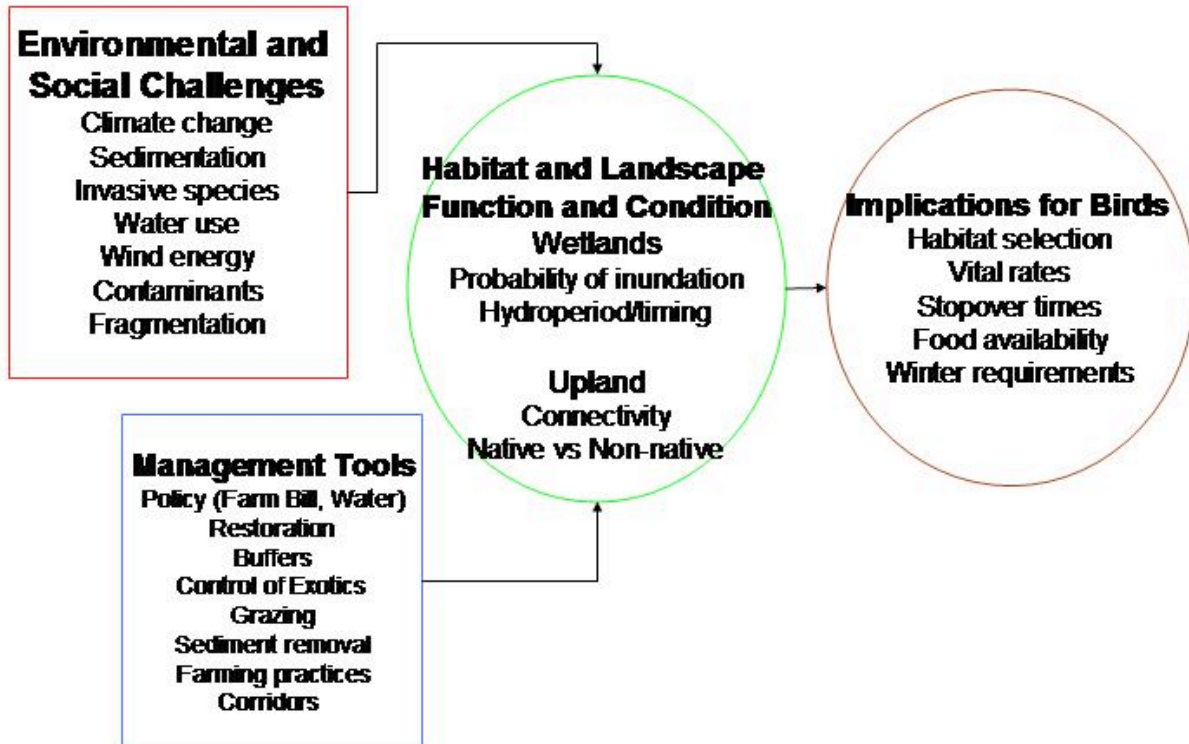 Environmental and
Social Challenges
Climate change
Sedimentation
Invasive species
Water use
Wind energy
Contaminants
Fragmentation
Management Tools
Policy (Farm Bill, Water)
Restoration
Buffers
Control of Exotics
Grazing
Sediment removal
Farming practices
Corridors
Habitat and Landscape
Function and Condition
Wetlands
Probability of inundation
Hydroperiod/timing
Upland
Connectivity
Native vs Non-native
Implications for Birds
Habitat selection
Vital rates
Stopover times
Food availability
Winter requirements